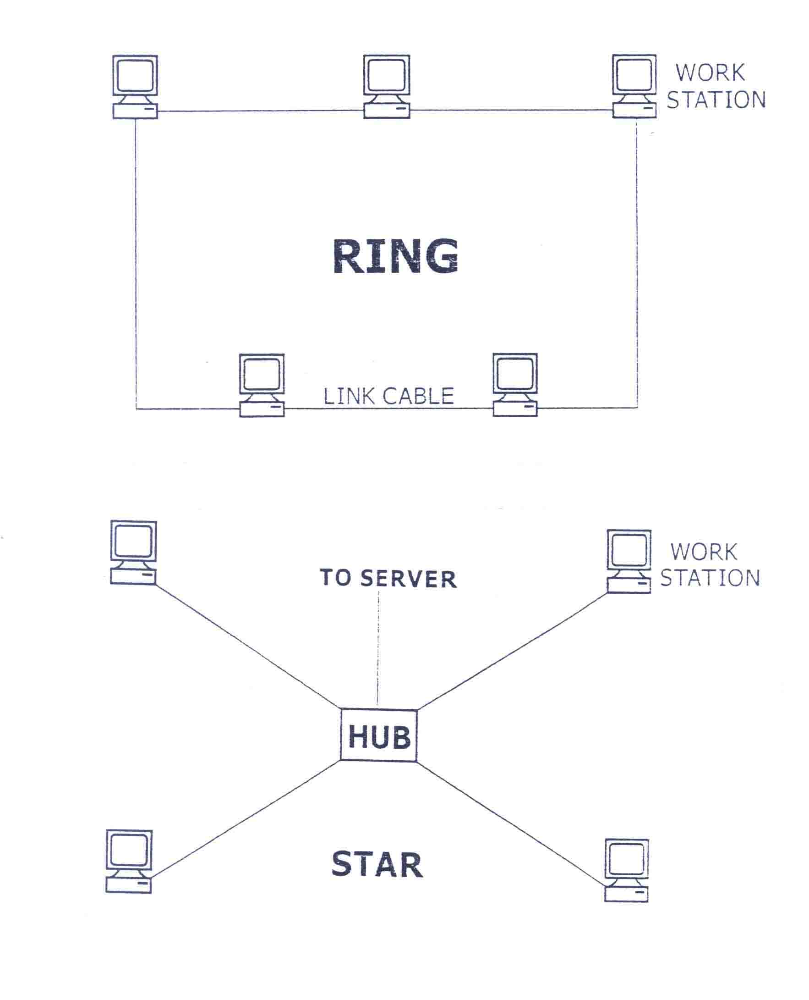 WORK
STATION
RING
LINK CABLE
TO SERVER
WORK
STATION
HUB
STAR